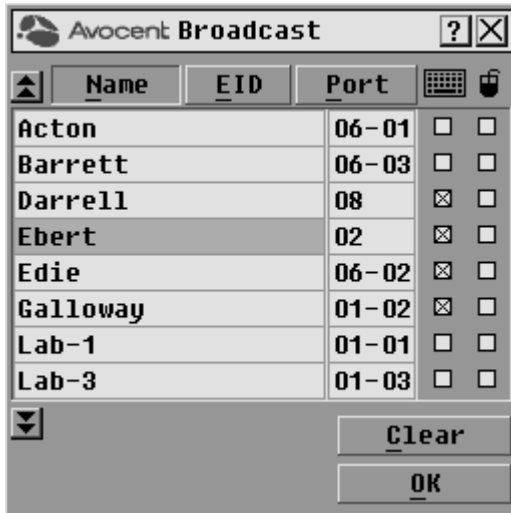 Avocent Broadcast ? X
Name EID Port
Acton 06-01
Barrett 06-03
Darrell 08
Ebert 02
Edie 06-02
Galloway 01-02
Lab-1 01-01
Lab-3 01-03
Clear
OK